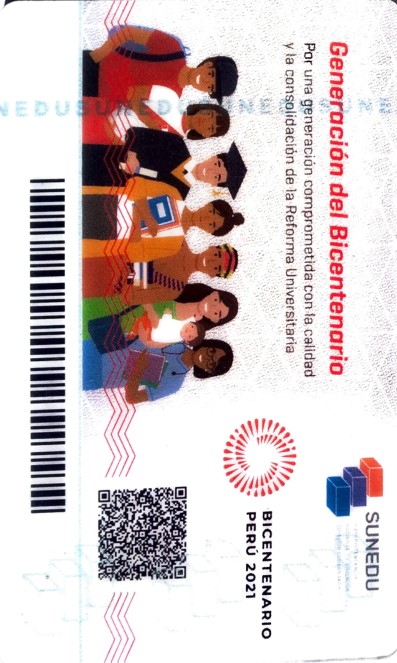 Generación del Bicentenario
Por una generación comprometida con la calidad
y la consolidación de la Reforma Universitaria
SUNEDU
BICENTENARIO
PERÚ 2021
NEDUSUNEDUSUNEDUSUN